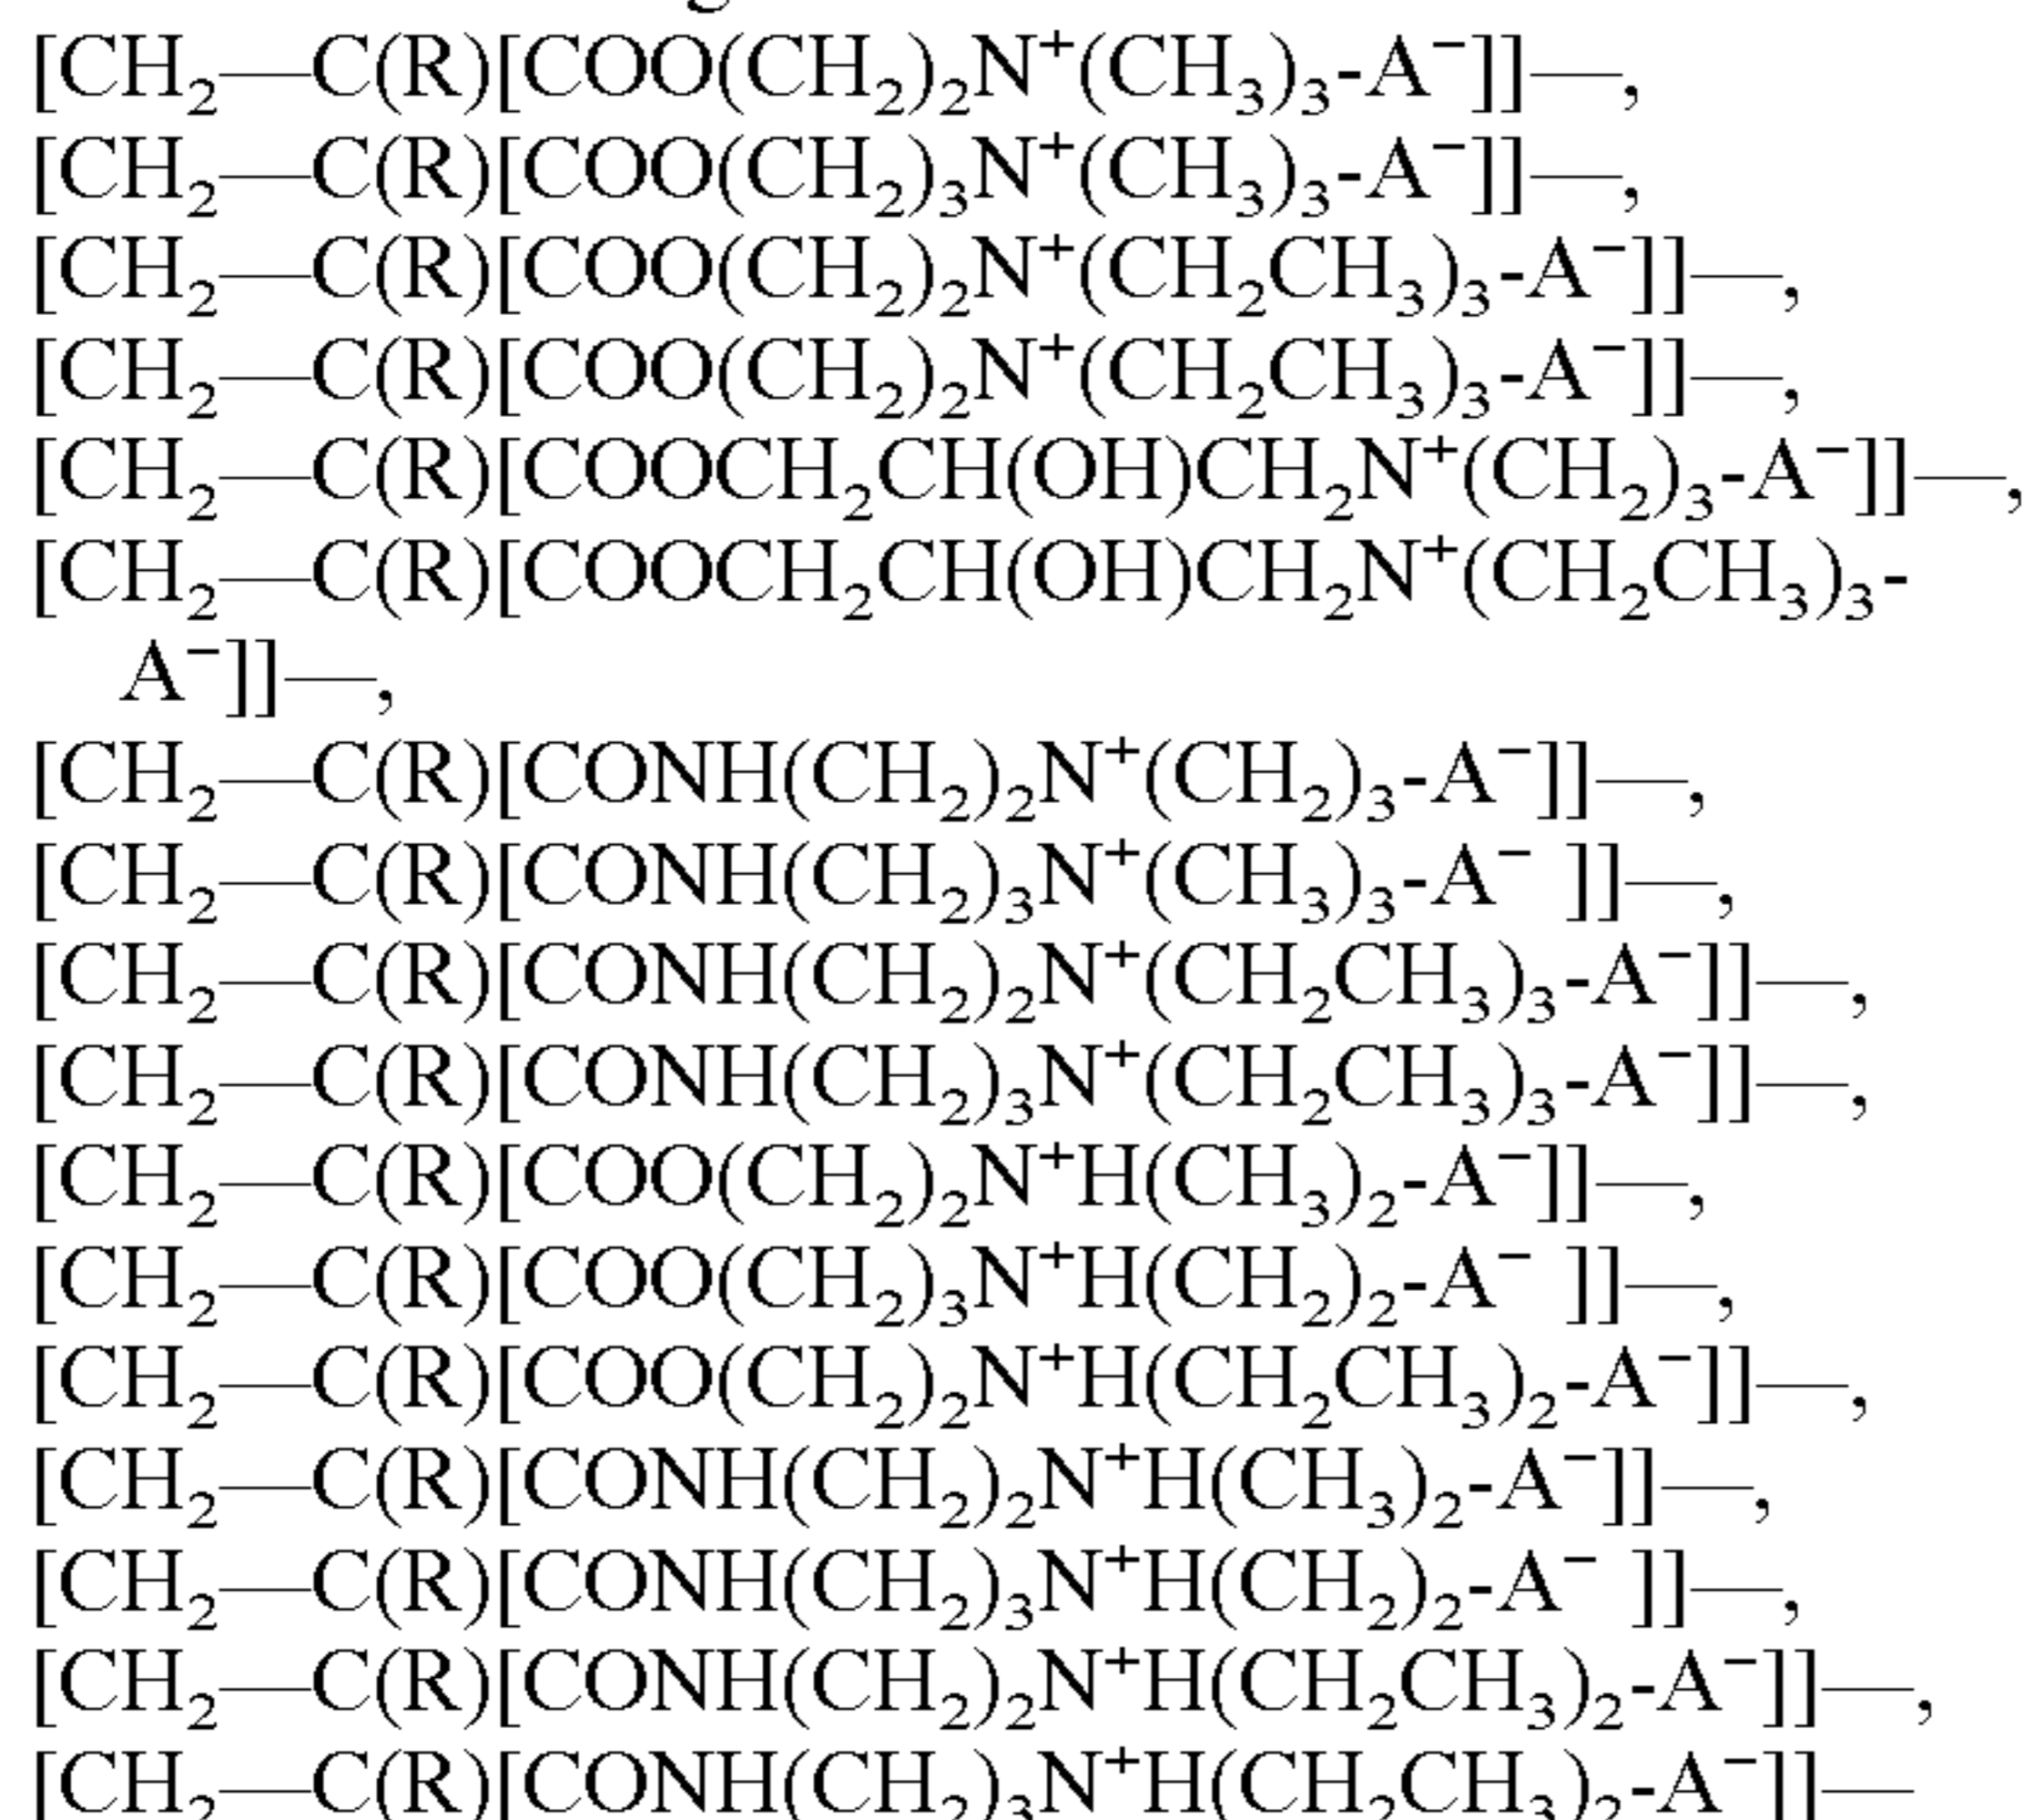 [CH₂—C(R)[COO(CH₂)₂N⁺(CH₃)₃-A⁻]]—,
[CH₂—C(R)[COO(CH₂)₃N⁺(CH₃)₃-A⁻]]—,
[CH₂—C(R)[COO(CH₂)₂N⁺(CH₂CH₃)₃-A⁻]]—,
[CH₂—C(R)[COO(CH₂)₂N⁺(CH₂CH₃)₃-A⁻]]—,
[CH₂—C(R)[COOCH₂CH(OH)CH₂N⁺(CH₂)₃-A⁻]]—,
[CH₂—C(R)[COOCH₂CH(OH)CH₂N⁺(CH₂CH₃)₃-
A⁻]]—,
[CH₂—C(R)[CONH(CH₂)₂N⁺(CH₂)₃-A⁻]]—,
[CH₂—C(R)[CONH(CH₂)₃N⁺(CH₃)₃-A⁻ ]]—,
[CH₂—C(R)[CONH(CH₂)₂N⁺(CH₂CH₃)₃-A⁻]]—,
[CH₂—C(R)[CONH(CH₂)₃N⁺(CH₂CH₃)₃-A⁻]]—,
[CH₂—C(R)[COO(CH₂)₂N⁺H(CH₃)₂-A⁻]]—,
[CH₂—C(R)[COO(CH₂)₃N⁺H(CH₂)₂-A⁻ ]]—,
[CH₂—C(R)[COO(CH₂)₂N⁺H(CH₂CH₃)₂-A⁻]]—,
[CH₂—C(R)[CONH(CH₂)₂N⁺H(CH₃)₂-A⁻]]—,
[CH₂—C(R)[CONH(CH₂)₃N⁺H(CH₂)₂-A⁻ ]]—,
[CH₂—C(R)[CONH(CH₂)₂N⁺H(CH₂CH₃)₂-A⁻]]—,
[CH₂—C(R)[CONH(CH₂)₃N⁺H(CH₂CH₃)₂-A⁻]]—